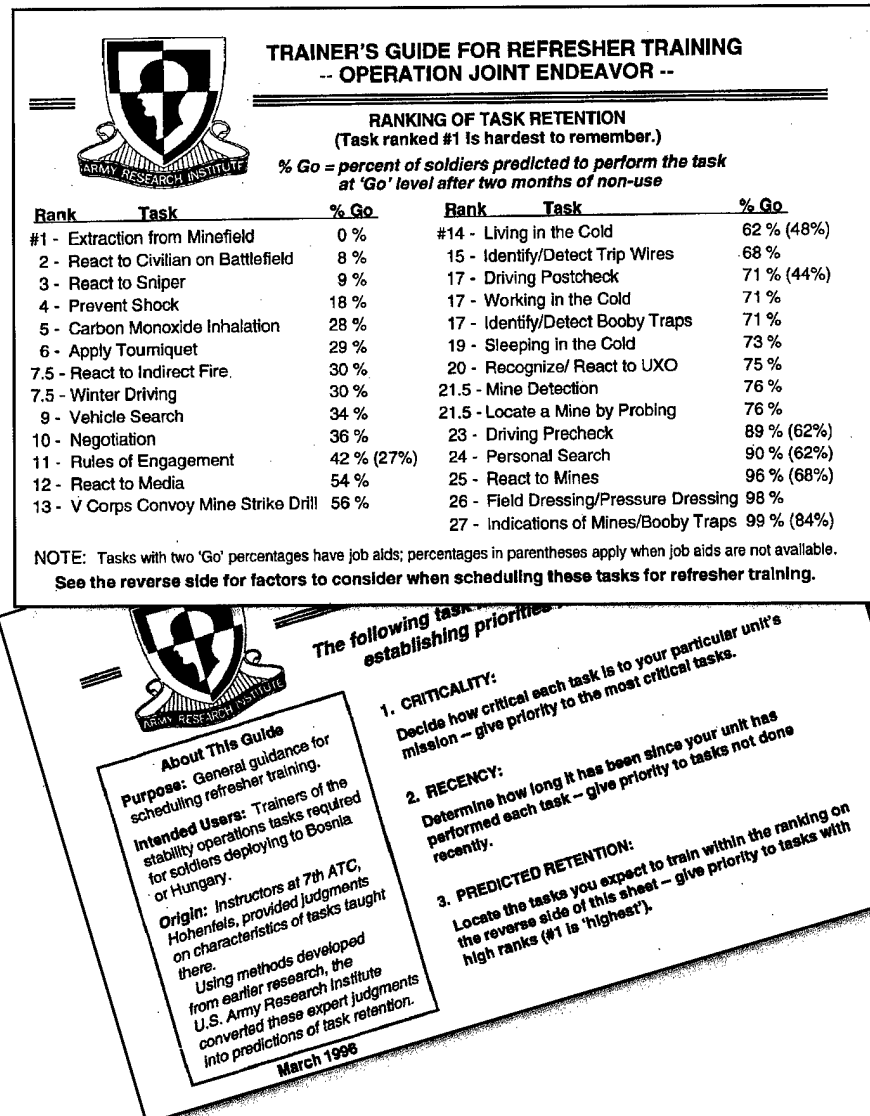 TRAINER'S GUIDE FOR REFRESHER TRAINING
-- OPERATION JOINT ENDEAVOR --
ARMY RESEARCH INSTITUTE
RANKING OF TASK RETENTION
(Task ranked #1 is hardest to remember.)
% Go = percent of soldiers predicted to perform the task
at 'Go' level after two months of non-use
Rank Task % Go
#1 - Extraction from Minefield 0 %
2 - React to Civilian on Battlefield 8 %
3 - React to Sniper 9 %
4 - Prevent Shock 18 %
5 - Carbon Monoxide Inhalation 28 %
6 - Apply Tourniquet 29 %
7.5 - React to Indirect Fire 30 %
7.5 - Winter Driving 30 %
9 - Vehicle Search 34 %
10 - Negotiation 36 %
11 - Rules of Engagement 42 % (27%)
12 - React to Media 54 %
13 - V Corps Convoy Mine Strike Drill 56 %
Rank Task % Go
#14 - Living in the Cold 62 % (48%)
15 - Identify/Detect Trip Wires 68 %
17 - Driving Postcheck 71 % (44%)
17 - Working in the Cold 71 %
17 - Identify/Detect Booby Traps 71 %
19 - Sleeping in the Cold 73 %
20 - Recognize/ React to UXO 75 %
21.5 - Mine Detection 76 %
21.5 - Locate a Mine by Probing 76 %
23 - Driving Precheck 89 % (62%)
24 - Personal Search 90 % (62%)
25 - React to Mines 96 % (68%)
26 - Field Dressing/Pressure Dressing 98 %
27 - Indications of Mines/Booby Traps 99 % (84%)
NOTE: Tasks with two 'Go' percentages have job aids; percentages in parentheses apply when job aids are not available.
See the reverse side for factors to consider when scheduling these tasks for refresher training.
ARMY RESEARCH INSTITUTE
The following task
establishing priorities
About This Guide
Purpose: General guidance for
scheduling refresher training.
Intended Users: Trainers of the
stability operations tasks required
for soldiers deploying to Bosnia
or Hungary.
Origin: Instructors at 7th ATC,
Hohenfels, provided judgments
on characteristics of tasks taught
there.
Using methods developed
from earlier research, the
U.S. Army Research Institute
converted these expert judgments
into predictions of task retention.
March 1996
1. CRITICALITY:
Decide how critical each task is to your particular unit's
mission -- give priority to the most critical tasks.
2. RECENCY:
Determine how long it has been since your unit has
performed each task -- give priority to tasks not done
recently.
3. PREDICTED RETENTION:
Locate the tasks you expect to train within the ranking on
the reverse side of this sheet -- give priority to tasks with
high ranks (#1 is 'highest').